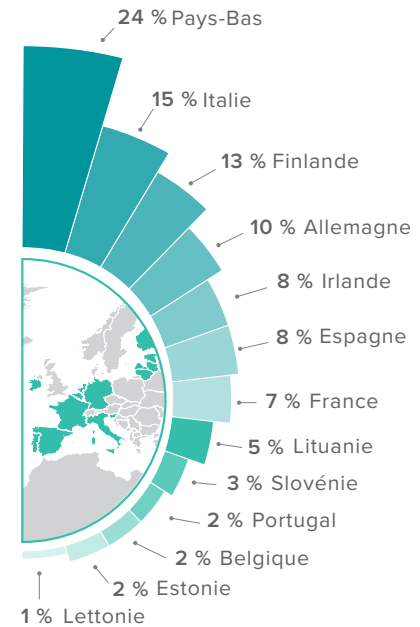 24 % Pays-Bas
15 % Italie
13 % Finlande
10 % Allemagne
8 % Irlande
8 % Espagne
7 % France
5 % Lituanie
3 % Slovénie
2 % Portugal
2 % Belgique
2 % Estonie
1 % Lettonie